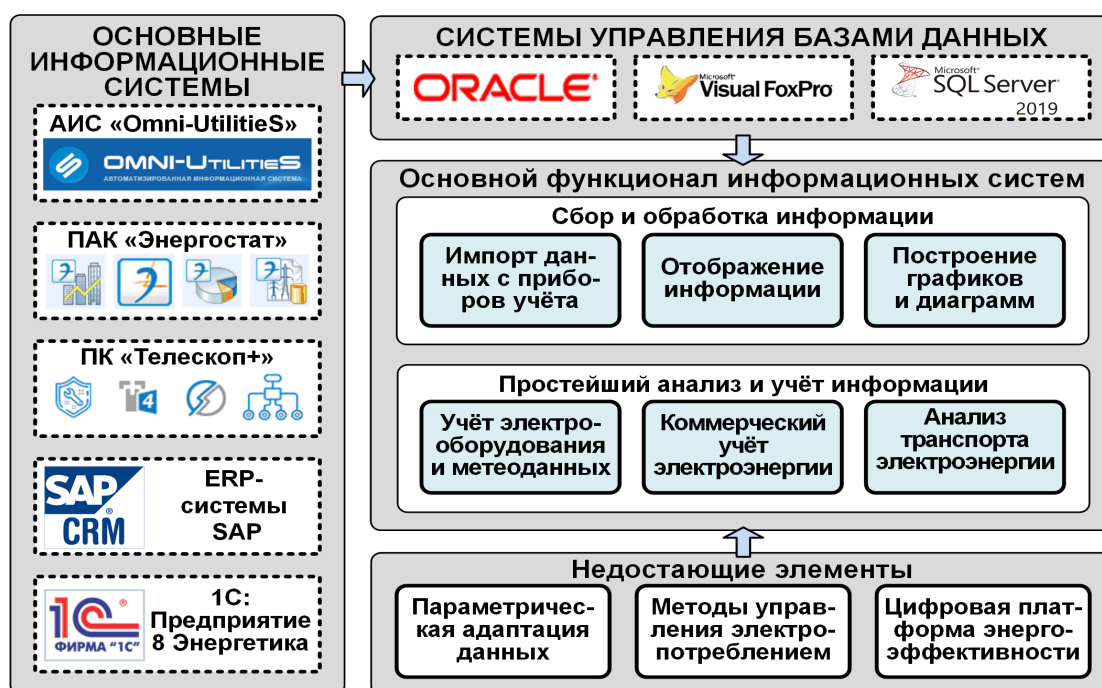 ОСНОВНЫЕ
ИНФОРМАЦИОННЫЕ
СИСТЕМЫ
АИС «Omni-UtilitieS»
OMNI-UTILITIES
АВТОМАТИЗИРОВАННАЯ ИНФОРМАЦИОННАЯ СИСТЕМА
ПАК «Энергостат»
ПК «Телескоп+»
T4
SAP
CRM
ERP-
системы
SAP
1С
ФИРМА "1С"
1С:
Предприятие
8 Энергетика
СИСТЕМЫ УПРАВЛЕНИЯ БАЗАМИ ДАННЫХ
ORACLE
Microsoft
Visual FoxPro
Microsoft
SQL Server
2019
Основной функционал информационных систем
Сбор и обработка информации
Импорт дан-
ных с прибо-
ров учёта
Отображение
информации
Построение
графиков
и диаграмм
Простейший анализ и учёт информации
Учёт электро-
оборудования
и метеоданных
Коммерческий
учёт
электроэнергии
Анализ
транспорта
электроэнергии
Недостающие элементы
Параметричес-
кая адаптация
данных
Методы управ-
ления электро-
потреблением
Цифровая плат-
форма энерго-
эффективности